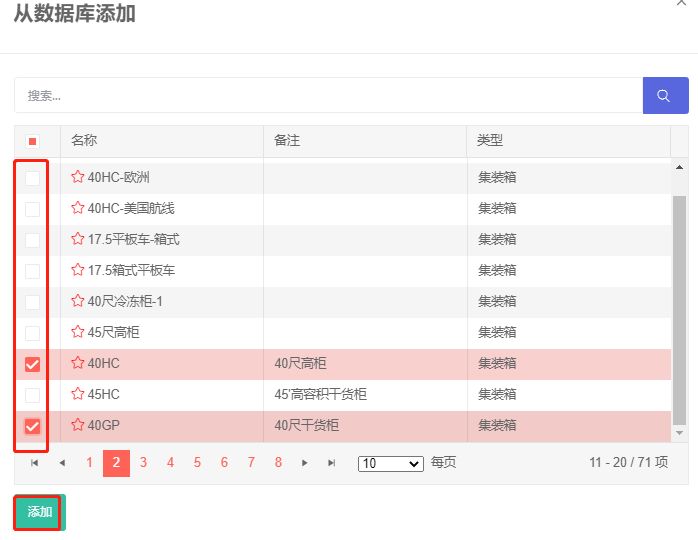 从数据库添加
搜索...
名称 备注 类型
40HC-欧洲 集装箱
40HC-美国航线 集装箱
17.5平板车-箱式 集装箱
17.5箱式平板车 集装箱
40尺冷冻柜-1 集装箱
45尺高柜 集装箱
40HC 40尺高柜 集装箱
45HC 45'高容积干货柜 集装箱
40GP 40尺干货柜 集装箱
1 2 3 4 5 6 7 8 10 每页 11 - 20 / 71 项
添加